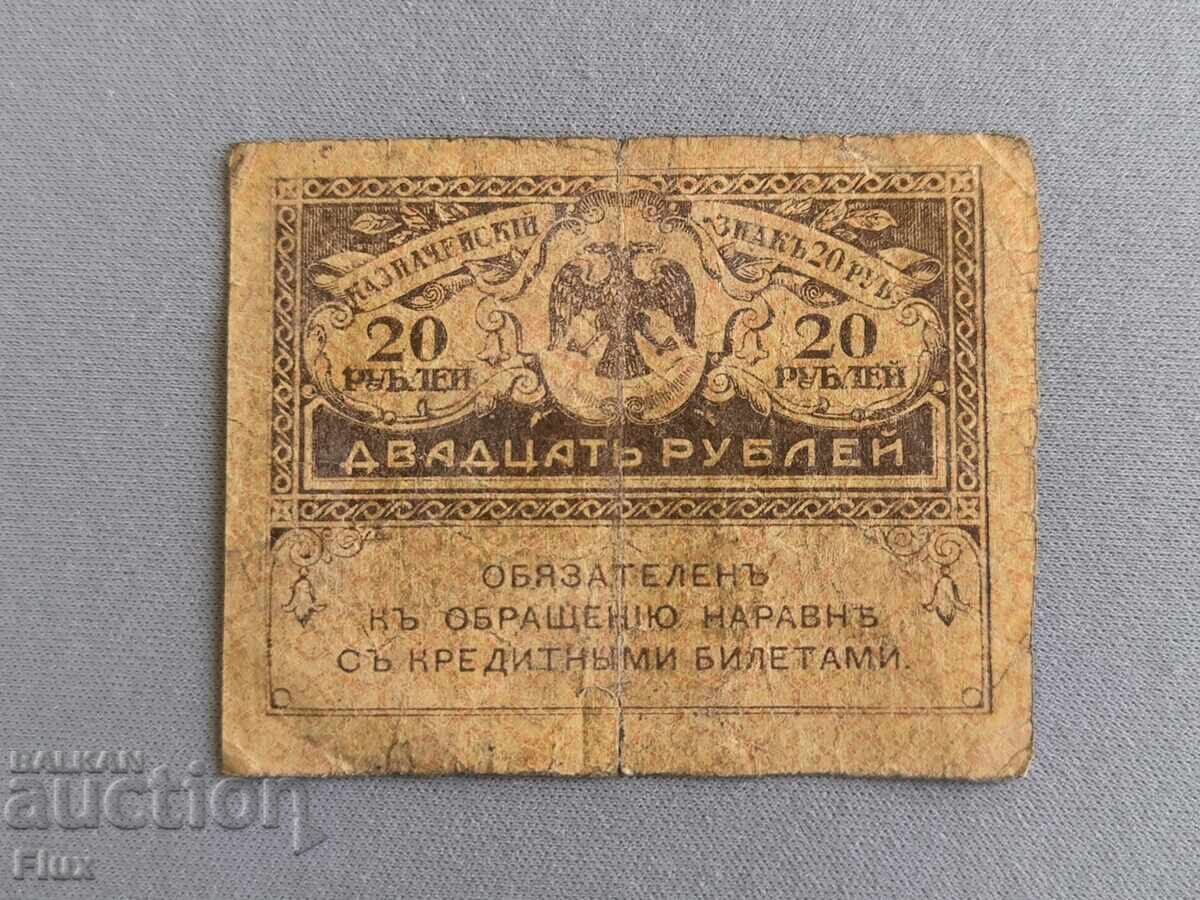 КАЗНАЧЕЙСКІЙ
ЗНАКЪ 20 РУБ.
20
РУБЛЕЙ
20
РУБЛЕЙ
ДВАДЦАТЬ РУБЛЕЙ
ОБЯЗАТЕЛЕНЪ
КЪ ОБРАЩЕНІЮ НАРАВНѢ
СЪ КРЕДИТНЫМИ БИЛЕТАМИ.
BALKAN
auction
Flux